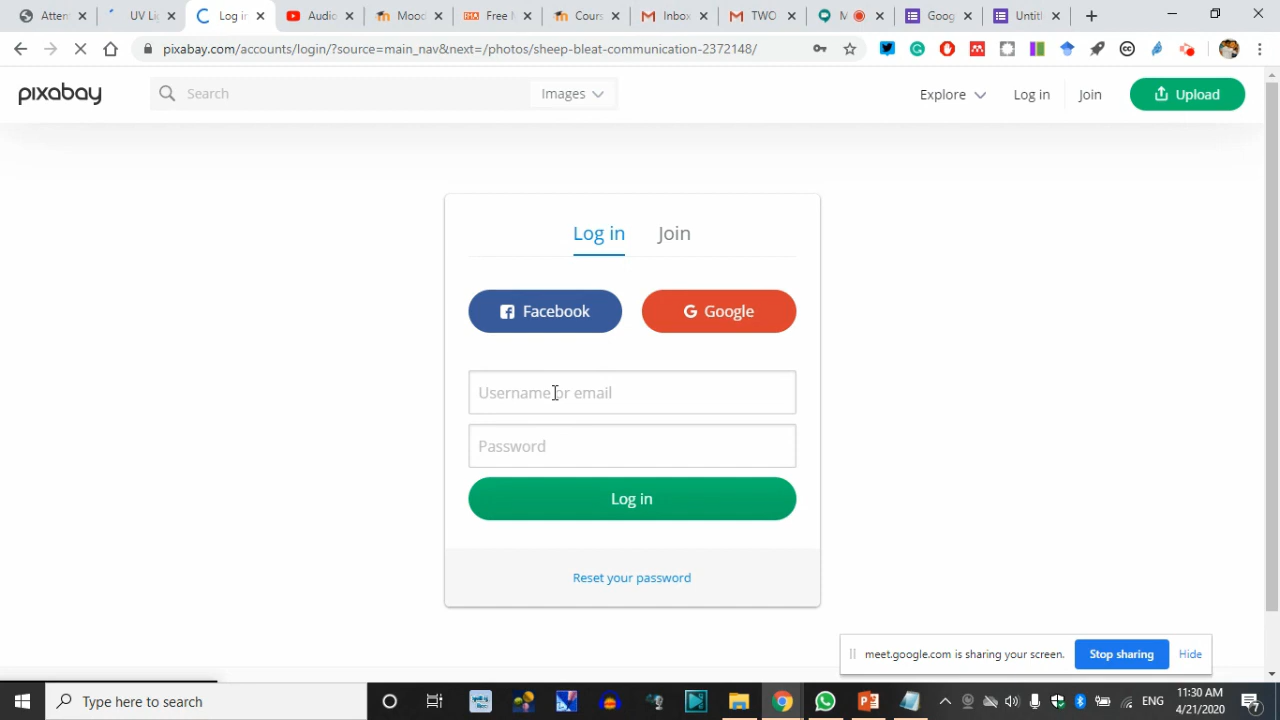 Attem
UV Li
Log in
Audio
Mood
Free I
Cours
Inbox
TWO
M
Goog
Untitl
pixabay.com/accounts/login/?source=main_nav&next=/photos/sheep-bleat-communication-2372148/
pixabay
Search
Images
Explore
Log in
Join
Upload
Log in
Join
Facebook
G Google
Username or email
Password
Log in
Reset your password
meet.google.com is sharing your screen.
Stop sharing
Hide
Type here to search
ENG
11:30 AM
4/21/2020
7